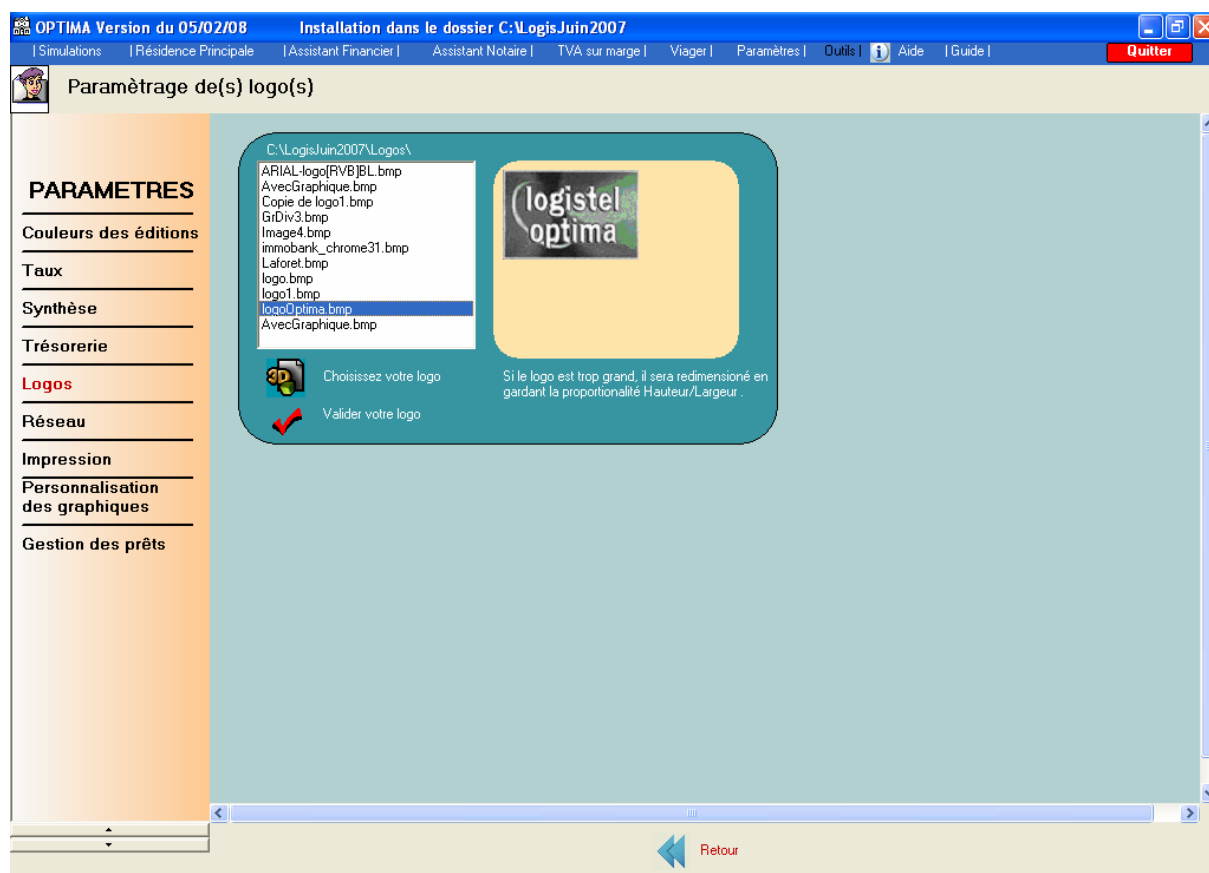 OPTIMA Version du 05/02/08 Installation dans le dossier C:\LogisJuin2007
| Simulations | Résidence Principale | Assistant Financier | Assistant Notaire | TVA sur marge | Viager | Paramètres | Outils | Aide | Guide | Quitter
Paramètrage de(s) logo(s)
PARAMETRES
Couleurs des éditions
Taux
Synthèse
Trésorerie
Logos
Réseau
Impression
Personnalisation
des graphiques
Gestion des prêts
C:\LogisJuin2007\Logos\
ARIAL-logo[RVB]BL.bmp
AvecGraphique.bmp
Copie de logo1.bmp
GrDiv3.bmp
Image4.bmp
immobank_chrome31.bmp
Laforet.bmp
logo.bmp
logo1.bmp
logoOptima.bmp
AvecGraphique.bmp
logistel
optima
Choisissez votre logo
Valider votre logo
Si le logo est trop grand, il sera redimensioné en
gardant la proportionalité Hauteur/Largeur .
Retour